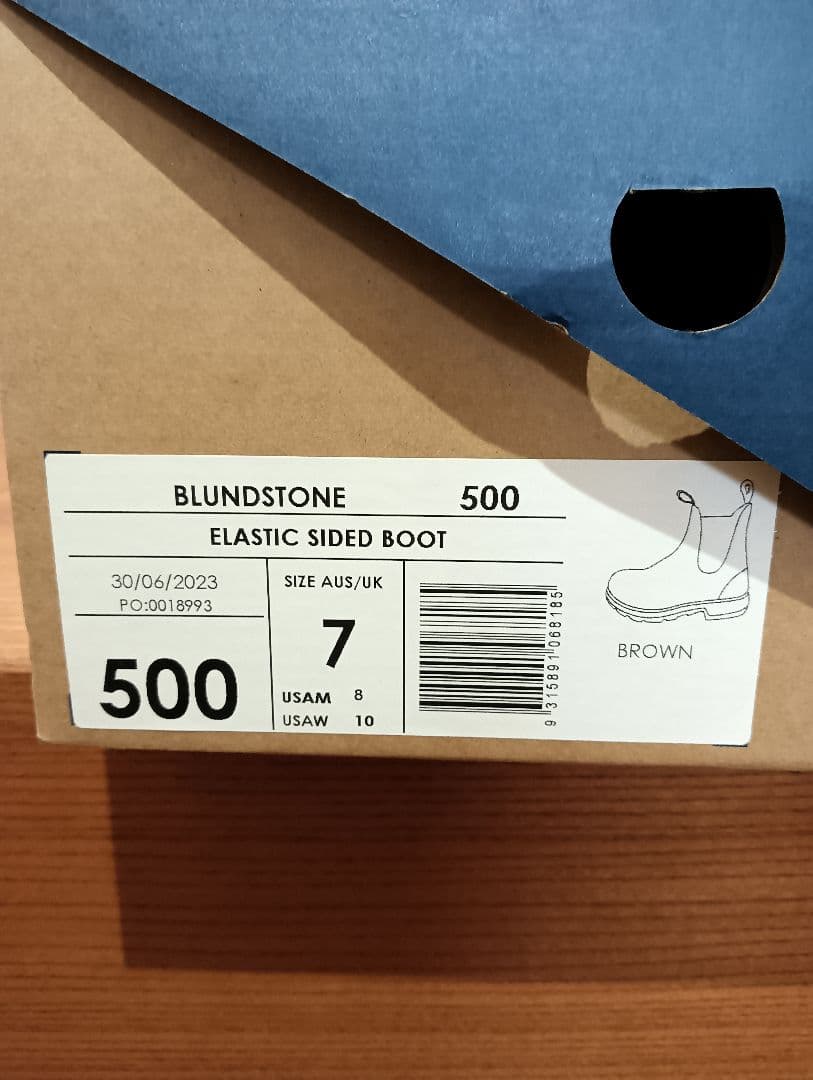 BLUNDSTONE 500
ELASTIC SIDED BOOT
30/06/2023
PO:0018993
500
SIZE AUS/UK
7
USAM 8
USAW 10
9 315891 068185
BROWN